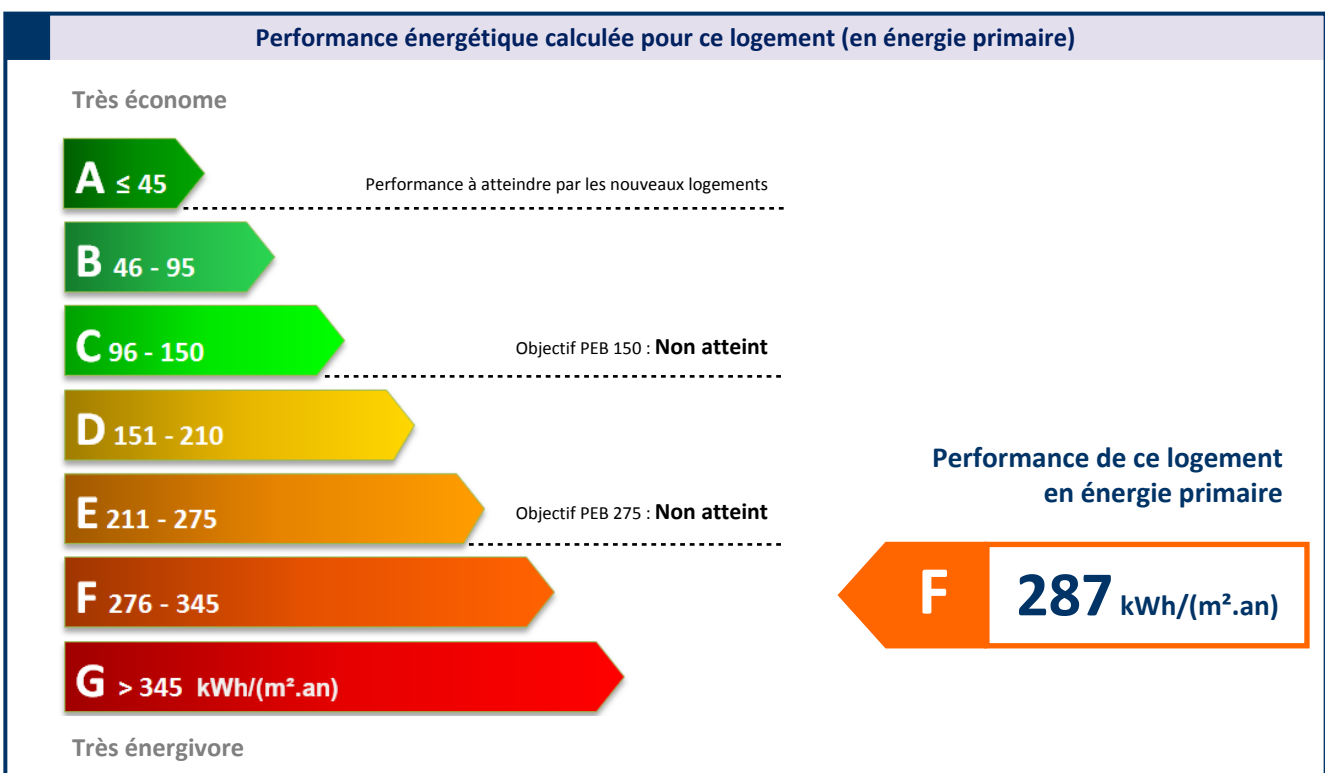 Performance énergétique calculée pour ce logement (en énergie primaire)
Très économe
A ≤ 45
Performance à atteindre par les nouveaux logements
B 46 - 95
C 96 - 150
Objectif PEB 150 : Non atteint
D 151 - 210
E 211 - 275
Objectif PEB 275 : Non atteint
F 276 - 345
G > 345 kWh/(m².an)
Très énergivore
Performance de ce logement
en énergie primaire
F 287 kWh/(m².an)